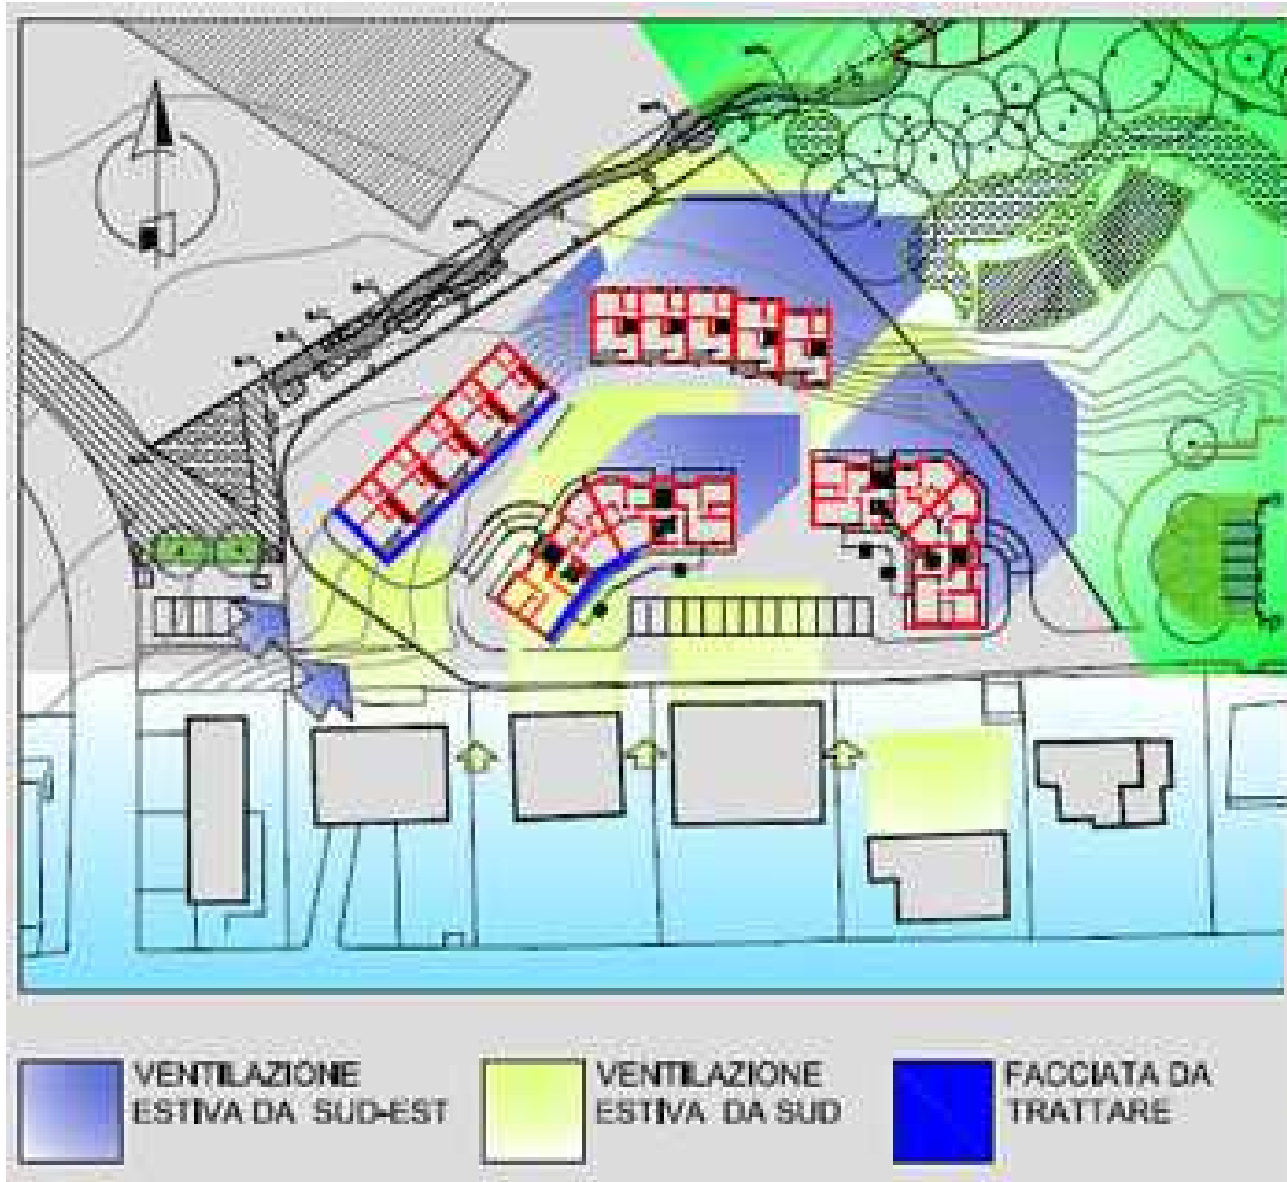 VENTILAZIONE
ESTIVA DA SUD-EST
VENTILAZIONE
ESTIVA DA SUD
FACCIATA DA
TRATTARE